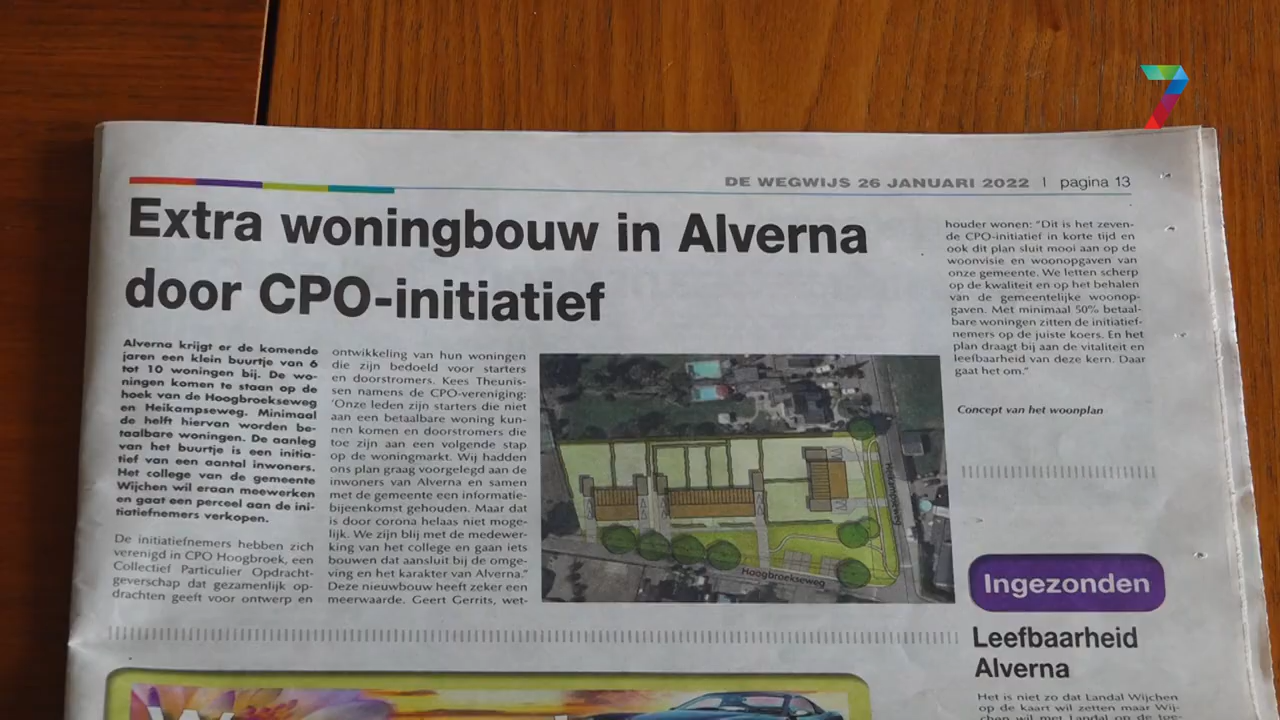 7
DE WEGWIJS 26 JANUARI 2022 | pagina 13
Extra woningbouw in Alverna
door CPO-initiatief
Alverna krijgt er de komende
jaren een klein buurtje van 6
tot 10 woningen bij. De wo-
ningen komen te staan op de
hoek van de Hoogbroekseweg
en Heikampseweg. Minimaal
de helft hiervan worden be-
taalbare woningen. De aanleg
van het buurtje is een initia-
tief van een aantal inwoners.
Het college van de gemeente
Wijchen wil eraan meewerken
en gaat een perceel aan de ini-
tiatiefnemers verkopen.
De initiatiefnemers hebben zich
verenigd in CPO Hoogbroek, een
Collectief Particulier Opdracht-
geverschap dat gezamenlijk op-
drachten geeft voor ontwerp en
ontwikkeling van hun woningen
die zijn bedoeld voor starters
en doorstromers. Kees Theunis-
sen namens de CPO-vereniging:
'Onze leden zijn starters die niet
aan een betaalbare woning kun-
nen komen en doorstromers die
toe zijn aan een volgende stap
op de woningmarkt. Wij hadden
ons plan graag voorgelegd aan de
inwoners van Alverna en samen
met de gemeente een informatie-
bijeenkomst gehouden. Maar dat
is door corona helaas niet moge-
lijk. We zijn blij met de medewer-
king van het college en gaan iets
bouwen dat aansluit bij de omge-
ving en het karakter van Alverna."
Deze nieuwbouw heeft zeker een
meerwaarde. Geert Gerrits, wet-
houder wonen: "Dit is het zeven-
de CPO-initiatief in korte tijd en
ook dit plan sluit mooi aan op de
woonvisie en woonopgaven van
onze gemeente. We letten scherp
op de kwaliteit en op het behalen
van de gemeentelijke woonop-
gaven. Met minimaal 50% betaal-
bare woningen zitten de initiatief-
nemers op de juiste koers. En het
plan draagt bij aan de vitaliteit en
leefbaarheid van deze kern. Daar
gaat het om."
Concept van het woonplan
Heikampseweg
Hoogbroekseweg
Ingezonden
Leefbaarheid
Alverna
Het is niet zo dat Landal Wijchen
op de kaart wil zetten maar Wij-
chen wil met Landal op de toe-